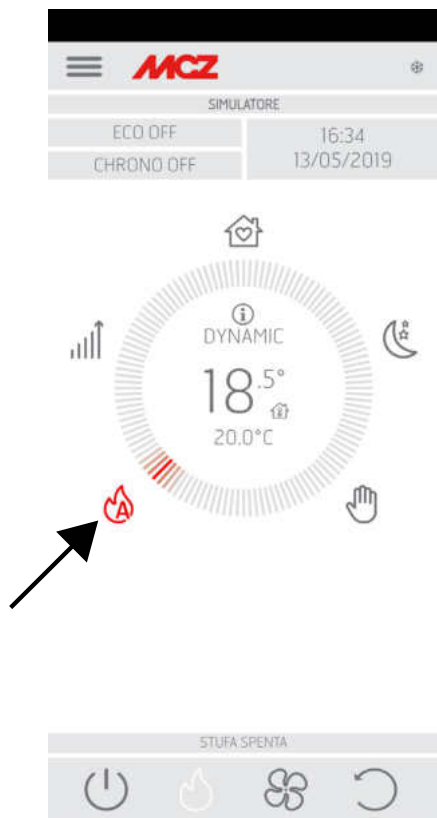 MCZ
SIMULATORE
ECO OFF
CHRONO OFF
16:34
13/05/2019
DYNAMIC
18.5°
20.0°C
A
STUFA SPENTA